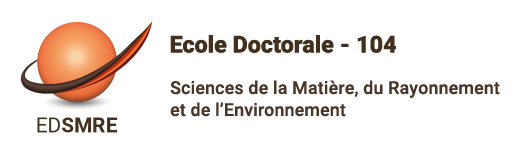 Ecole Doctorale - 104
Sciences de la Matière, du Rayonnement
et de l'Environnement
EDSMRE